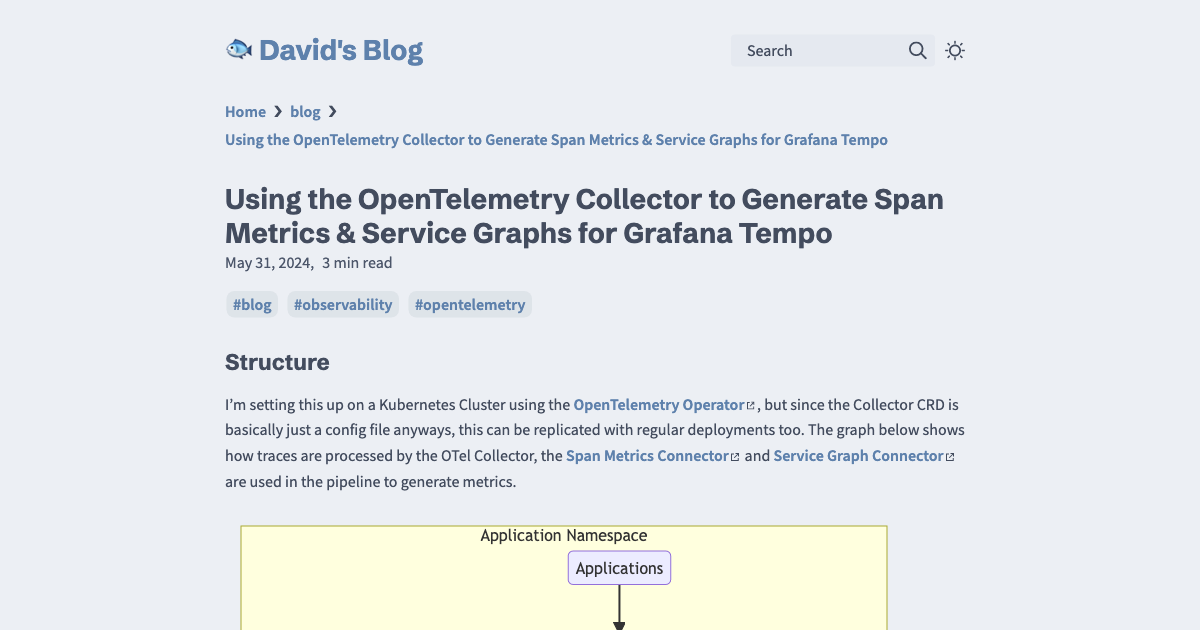 David's Blog
Search
Home ❯ blog ❯
Using the OpenTelemetry Collector to Generate Span Metrics & Service Graphs for Grafana Tempo
Using the OpenTelemetry Collector to Generate Span
Metrics & Service Graphs for Grafana Tempo
May 31, 2024, 3 min read
#blog #observability #opentelemetry
Structure
I’m setting this up on a Kubernetes Cluster using the OpenTelemetry Operator, but since the Collector CRD is
basically just a config file anyways, this can be replicated with regular deployments too. The graph below shows
how traces are processed by the OTel Collector, the Span Metrics Connector and Service Graph Connector
are used in the pipeline to generate metrics.
Application Namespace
Applications